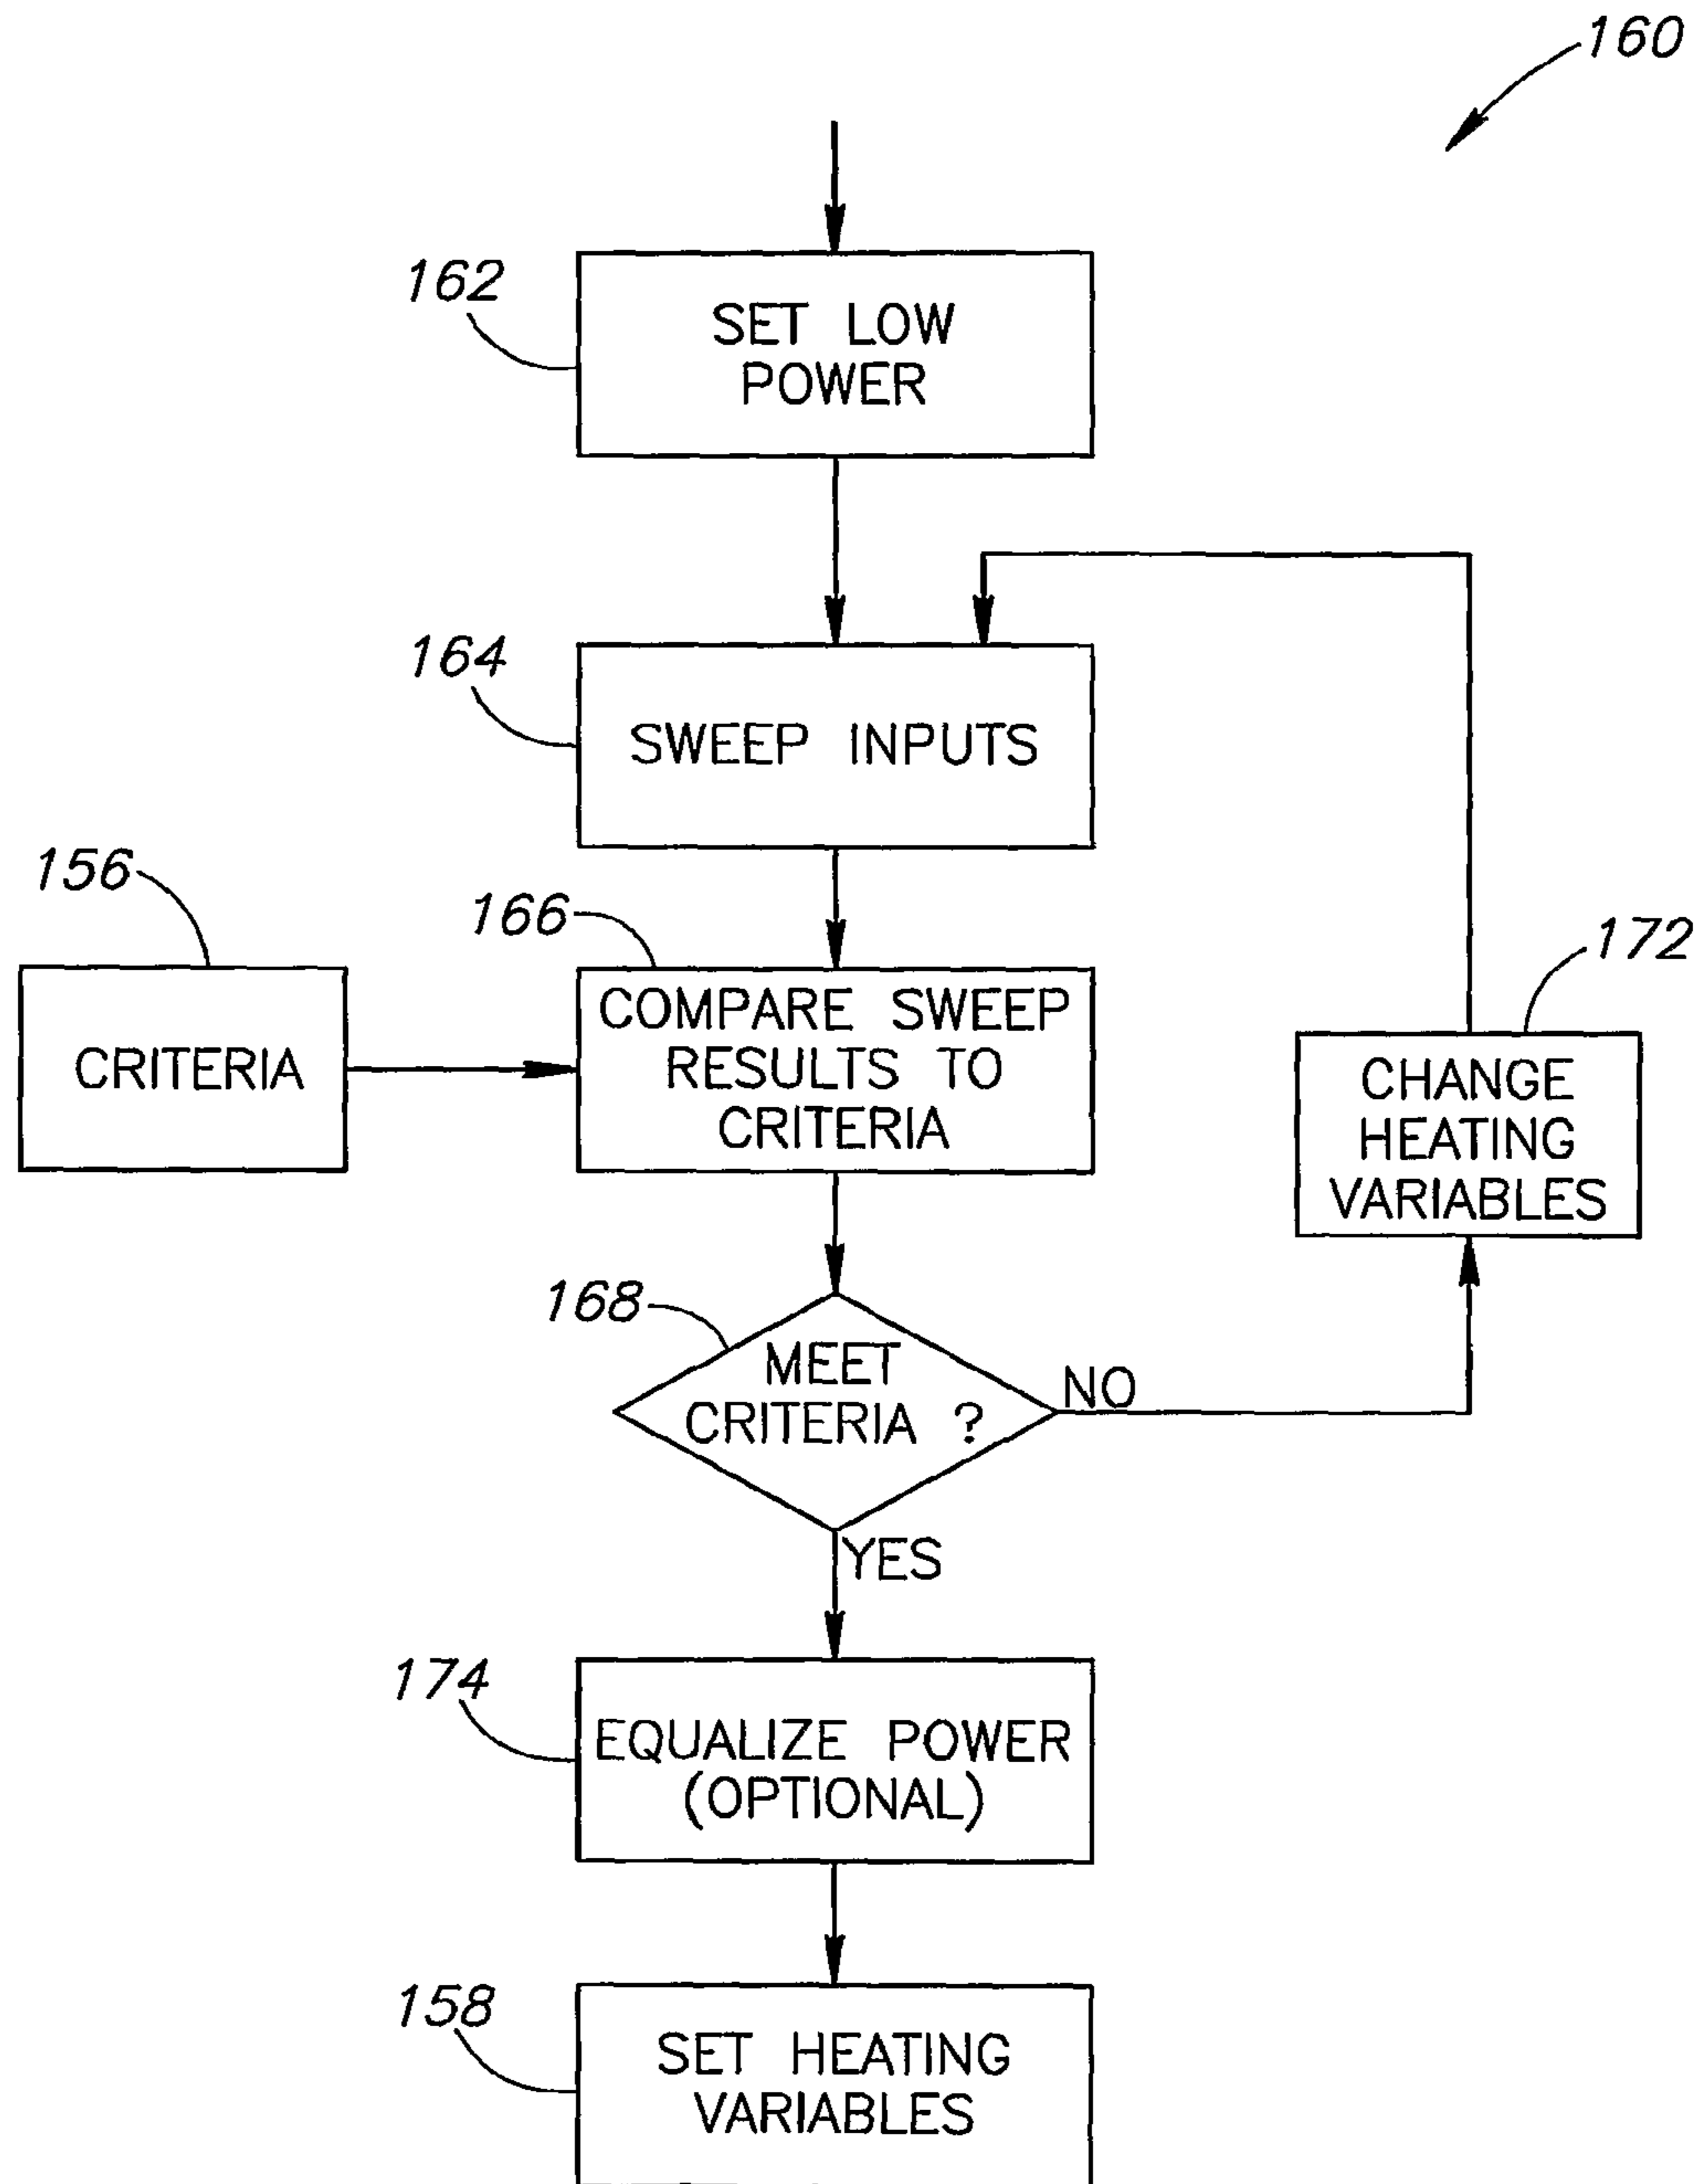 160
162
SET LOW
POWER
164
SWEEP INPUTS
156
166
172
CRITERIA
COMPARE SWEEP
RESULTS TO
CRITERIA
CHANGE
HEATING
VARIABLES
168
MEET
CRITERIA ?
NO
YES
174
EQUALIZE POWER
(OPTIONAL)
158
SET HEATING
VARIABLES